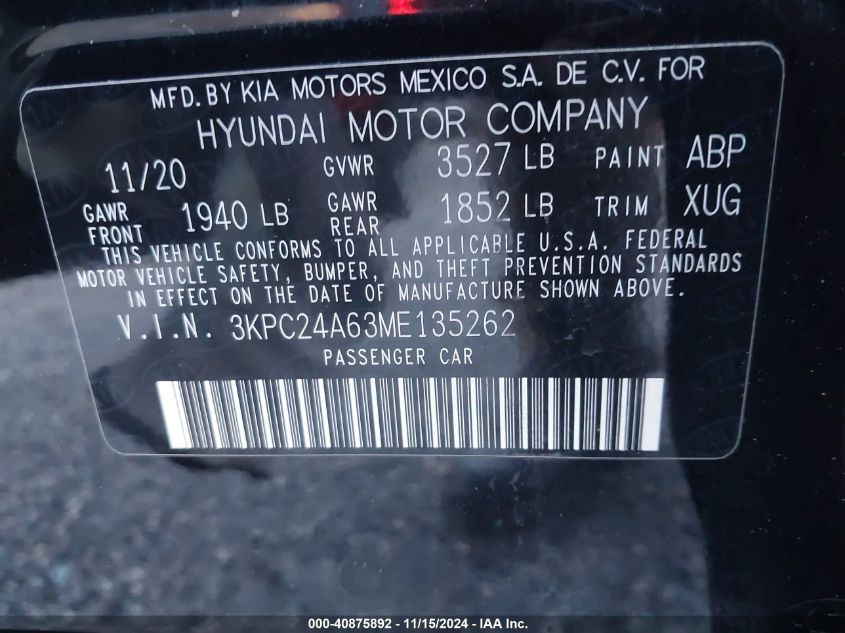 MFD. BY KIA MOTORS MEXICO S.A. DE C.V. FOR
HYUNDAI MOTOR COMPANY
11/20 GVWR 3527 LB PAINT ABP
GAWR FRONT 1940 LB GAWR REAR 1852 LB TRIM XUG
THIS VEHICLE CONFORMS TO ALL APPLICABLE U.S.A. FEDERAL
MOTOR VEHICLE SAFETY, BUMPER, AND THEFT PREVENTION STANDARDS
IN EFFECT ON THE DATE OF MANUFACTURE SHOWN ABOVE.
V.I.N. 3KPC24A63ME135262
PASSENGER CAR
000-40875892 - 11/15/2024 - IAA Inc.